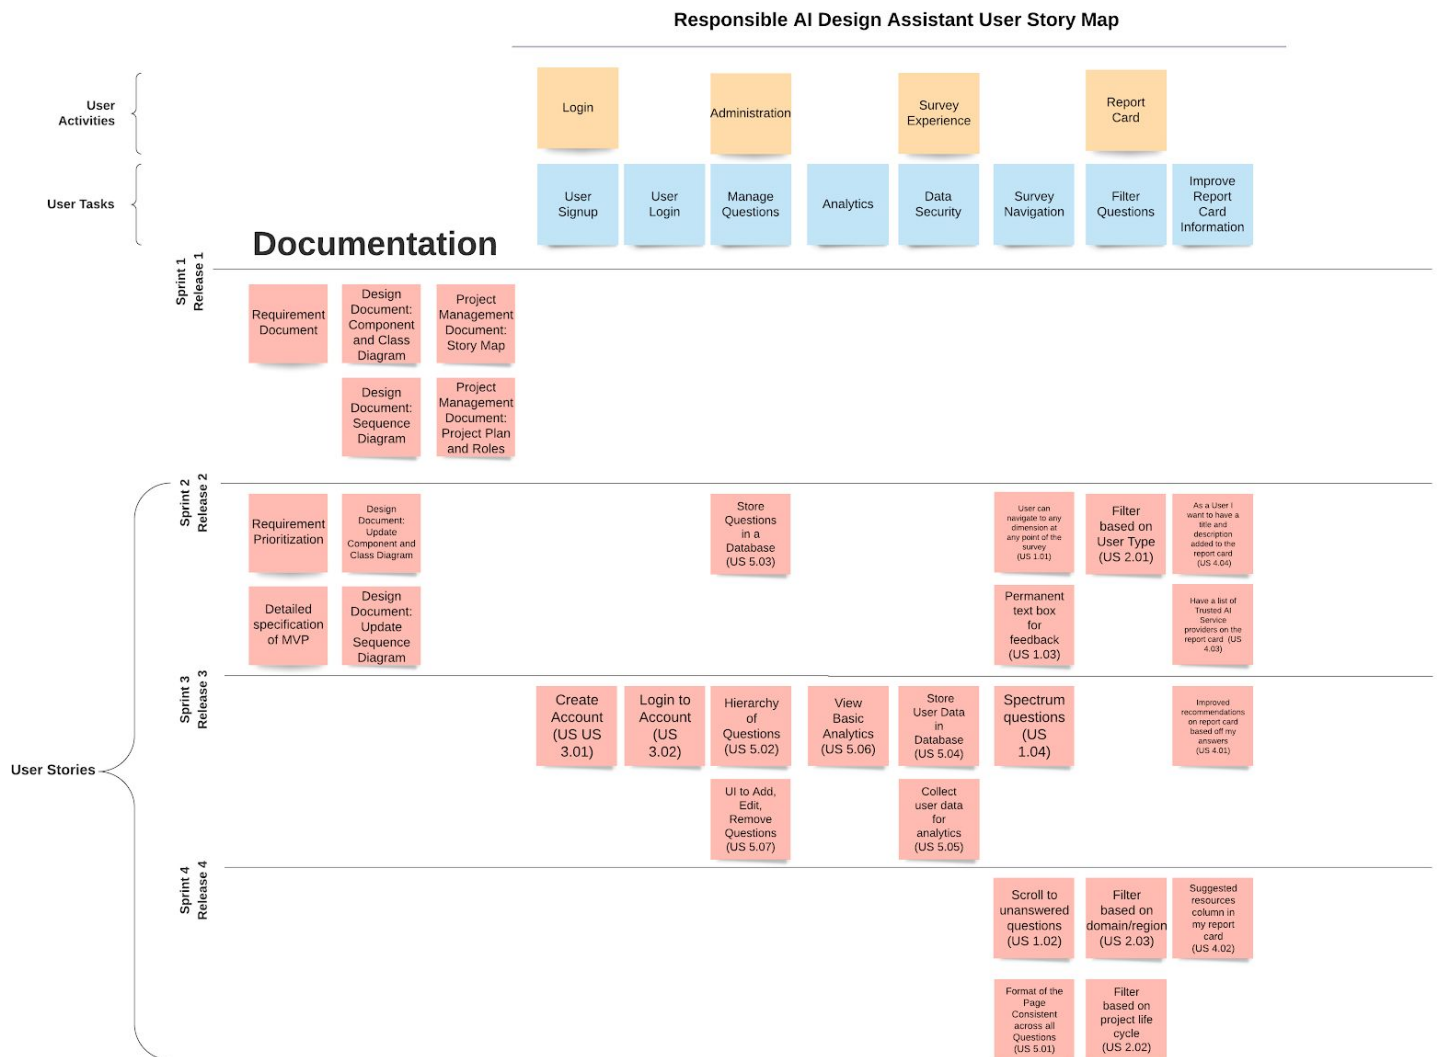 Responsible AI Design Assistant User Story Map
User
Activities
Login
Administration
Survey
Experience
Report
Card
User Tasks
User
Signup
User
Login
Manage
Questions
Analytics
Data
Security
Survey
Navigation
Filter
Questions
Improve
Report
Card
Information
Documentation
Sprint 1
Release 1
Requirement
Document
Design
Document:
Component
and Class
Diagram
Project
Management
Document:
Story Map
Design
Document:
Sequence
Diagram
Project
Management
Document:
Project Plan
and Roles
User Stories
Sprint 2
Release 2
Requirement
Prioritization
Design
Document:
Update
Component and
Class Diagram
Store
Questions
in a
Database
(US 5.03)
User can
navigate to any
dimension at
any point of the
survey
(US 1.01)
Filter
based on
User Type
(US 2.01)
As a User I
want to have a
title and
description
added to the
report card
(US 4.04)
Detailed
specification
of MVP
Design
Document:
Update
Sequence
Diagram
Permanent
text box
for
feedback
(US 1.03)
Have a list of
Trusted AI
Service
providers on the
report card (US
4.03)
Sprint 3
Release 3
Create
Account
(US US
3.01)
Login to
Account
(US
3.02)
Hierarchy
of
Questions
(US 5.02)
View
Basic
Analytics
(US 5.06)
Store
User Data
in
Database
(US 5.04)
Spectrum
questions
(US
1.04)
Improved
recommendations
on report card
based off my
answers
(US 4.01)
UI to Add,
Edit,
Remove
Questions
(US 5.07)
Collect
user data
for
analytics
(US 5.05)
Sprint 4
Release 4
Scroll to
unanswered
questions
(US 1.02)
Filter
based on
domain/region
(US 2.03)
Suggested
resources
column in
my report
card
(US 4.02)
Format of the
Page
Consistent
across all
Questions
(US 5.01)
Filter
based on
project life
cycle
(US 2.02)